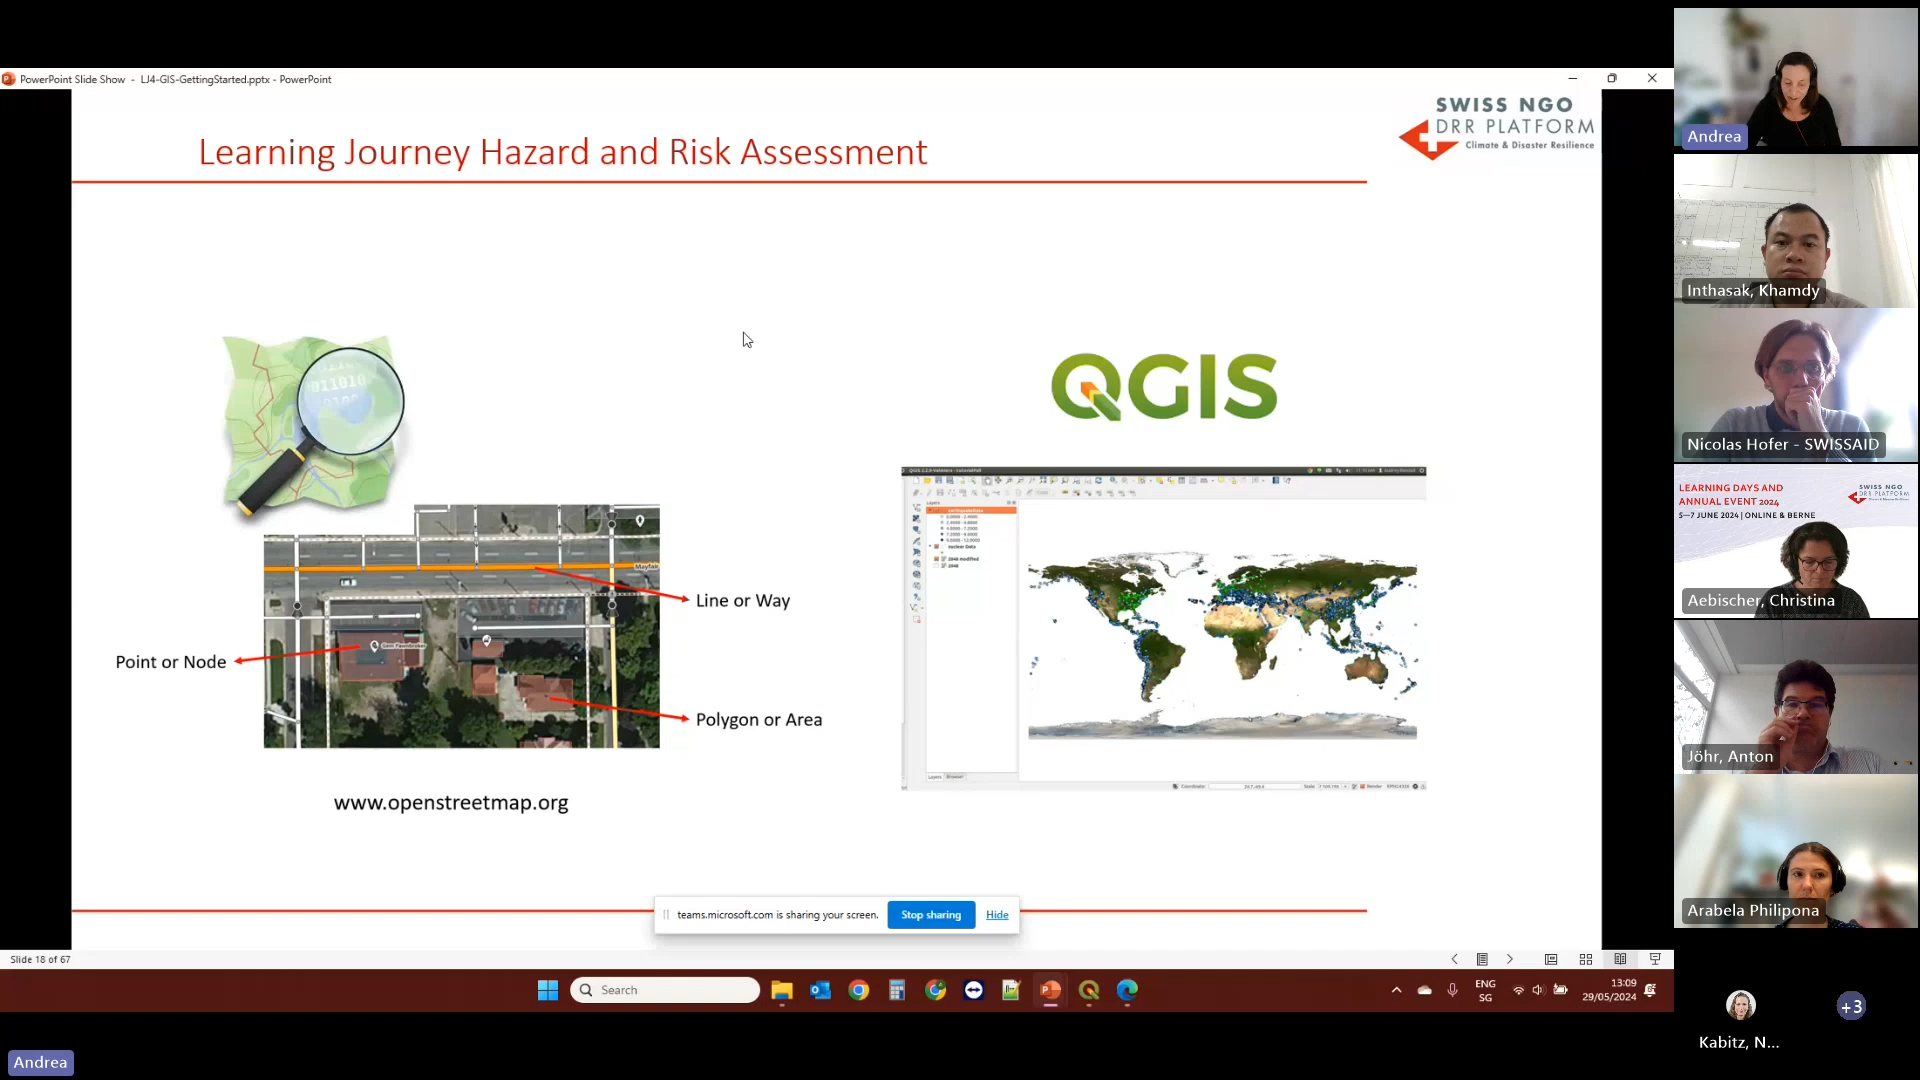 PowerPoint Slide Show - LJ4-GIS-GettingStarted.pptx - PowerPoint
Learning Journey Hazard and Risk Assessment
SWISS NGO
DRR PLATFORM
Climate & Disaster Resilience
QGIS
Line or Way
Point or Node
Polygon or Area
www.openstreetmap.org
teams.microsoft.com is sharing your screen.
Stop sharing
Hide
Slide 18 of 67
Search
ENG
SG
13:09
29/05/2024
Andrea
Andrea
Inthasak, Khamdy
Nicolas Hofer - SWISSAID
LEARNING DAYS AND
ANNUAL EVENT 2024
5—7 JUNE 2024 | ONLINE & BERNE
SWISS NGO
DRR PLATFORM
Aebischer, Christina
Jöhr, Anton
Arabela Philipona
Kabitz, N...
+3